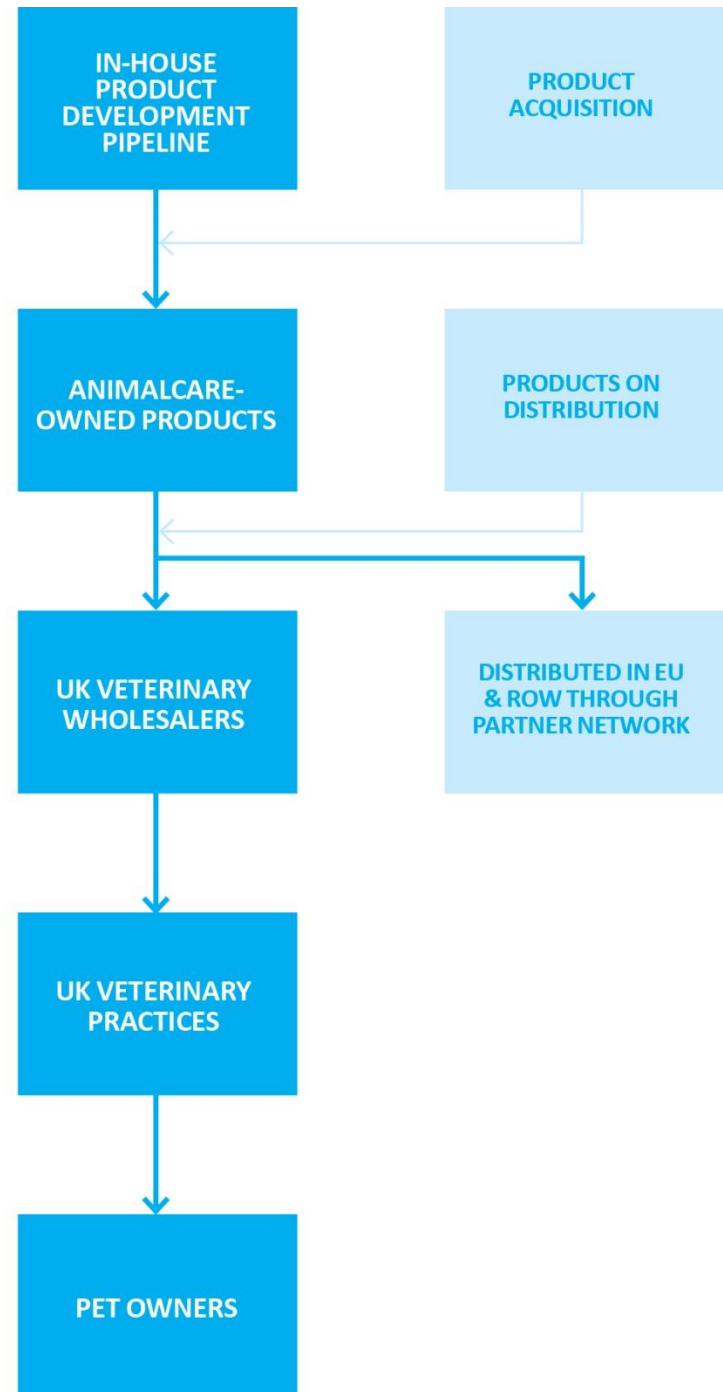 IN-HOUSE
PRODUCT
DEVELOPMENT
PIPELINE
PRODUCT
ACQUISITION
ANIMALCARE-
OWNED PRODUCTS
PRODUCTS ON
DISTRIBUTION
UK VETERINARY
WHOLESALERS
DISTRIBUTED IN EU
& ROW THROUGH
PARTNER NETWORK
UK VETERINARY
PRACTICES
PET OWNERS